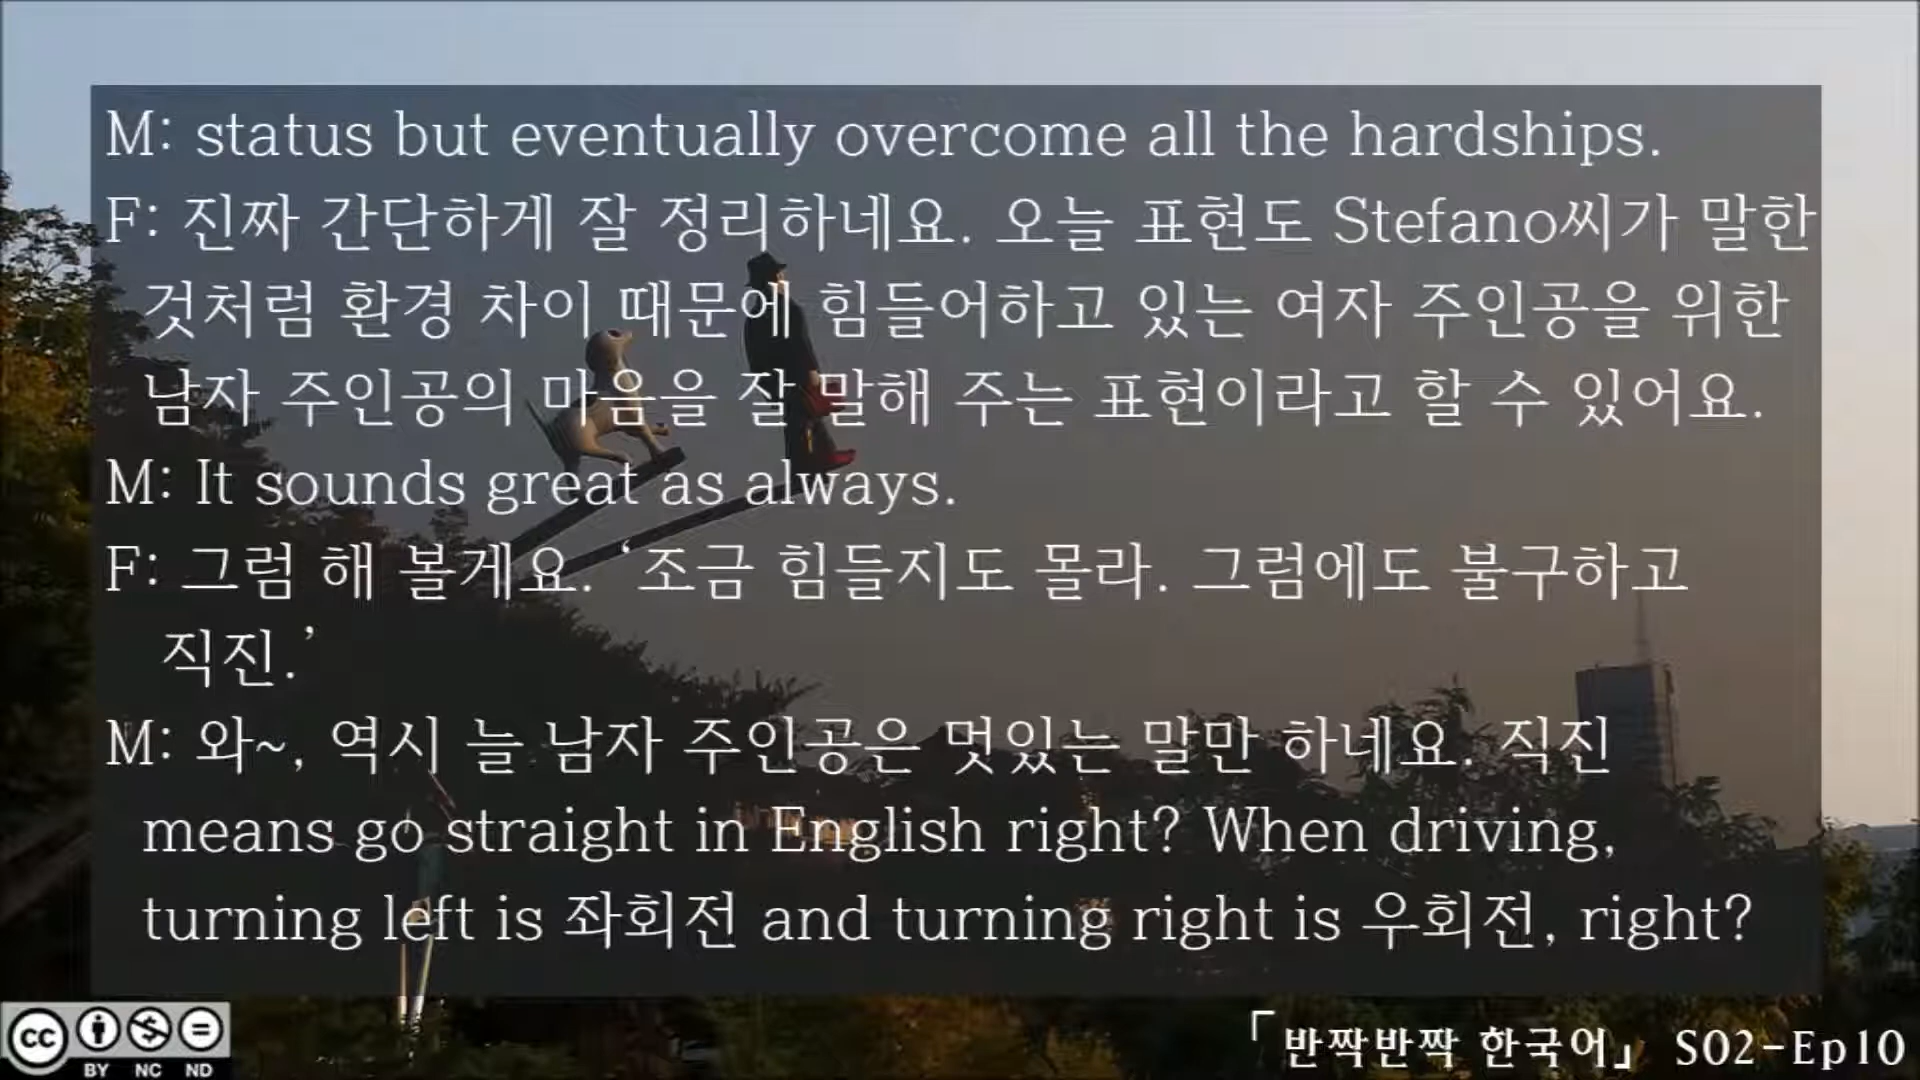 M: status but eventually overcome all the hardships.
F: 진짜 간단하게 잘 정리하네요. 오늘 표현도 Stefano씨가 말한
것처럼 환경 차이 때문에 힘들어하고 있는 여자 주인공을 위한
남자 주인공의 마음을 잘 말해 주는 표현이라고 할 수 있어요.
M: It sounds great as always.
F: 그럼 해 볼게요. ‘조금 힘들지도 몰라. 그럼에도 불구하고
직진.’
M: 와~, 역시 늘 남자 주인공은 멋있는 말만 하네요. 직진
means go straight in English right? When driving,
turning left is 좌회전 and turning right is 우회전, right?
cc BY NC ND
「반짝반짝 한국어」 S02-Ep10